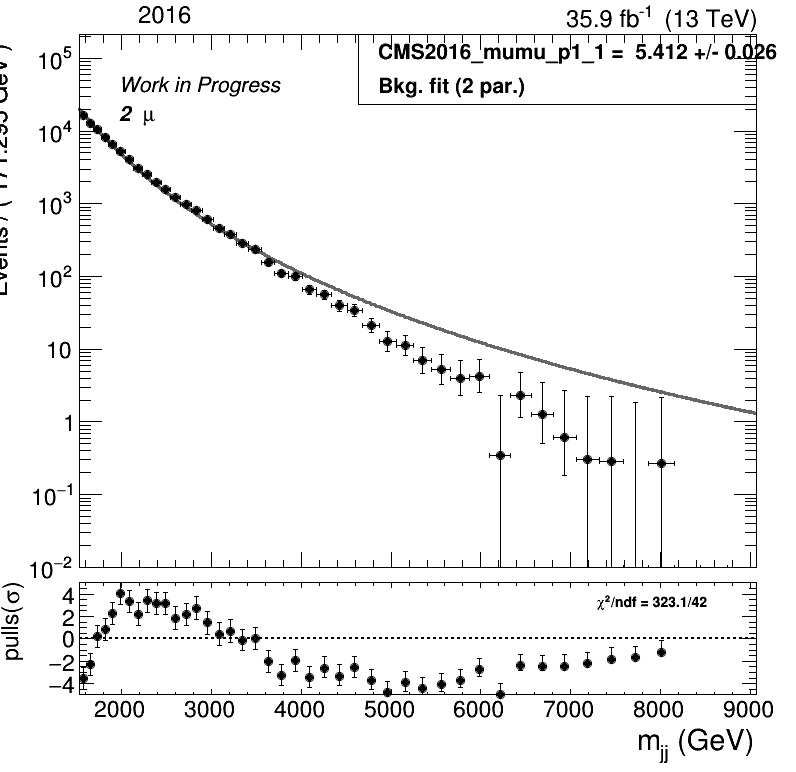 2016
35.9 fb⁻¹ (13 TeV)
CMS2016_mumu_p1_1 = 5.412 +/- 0.026
Bkg. fit (2 par.)
Work in Progress
2 μ
10⁵
10⁴
10³
10²
10
1
10⁻¹
10⁻²
χ²/ndf = 323.1/42
pulls(σ)
4
2
0
−2
−4
2000 3000 4000 5000 6000 7000 8000 9000
m_jj (GeV)